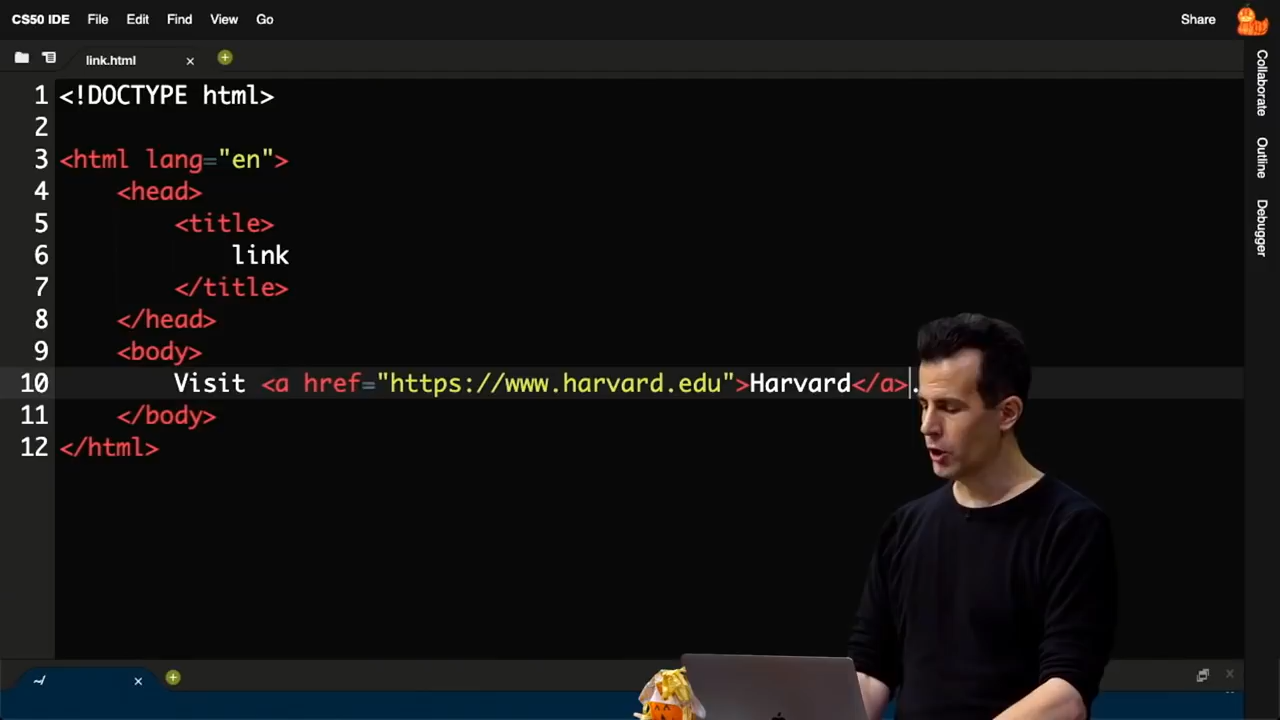 CS50 IDE File Edit Find View Go Share
link.html
1 <!DOCTYPE html>
2
3 <html lang="en">
4 <head>
5 <title>
6 link
7 </title>
8 </head>
9 <body>
10 Visit <a href="https://www.harvard.edu">Harvard</a>.
11 </body>
12 </html>
Collaborate
Outline
Debugger
~/